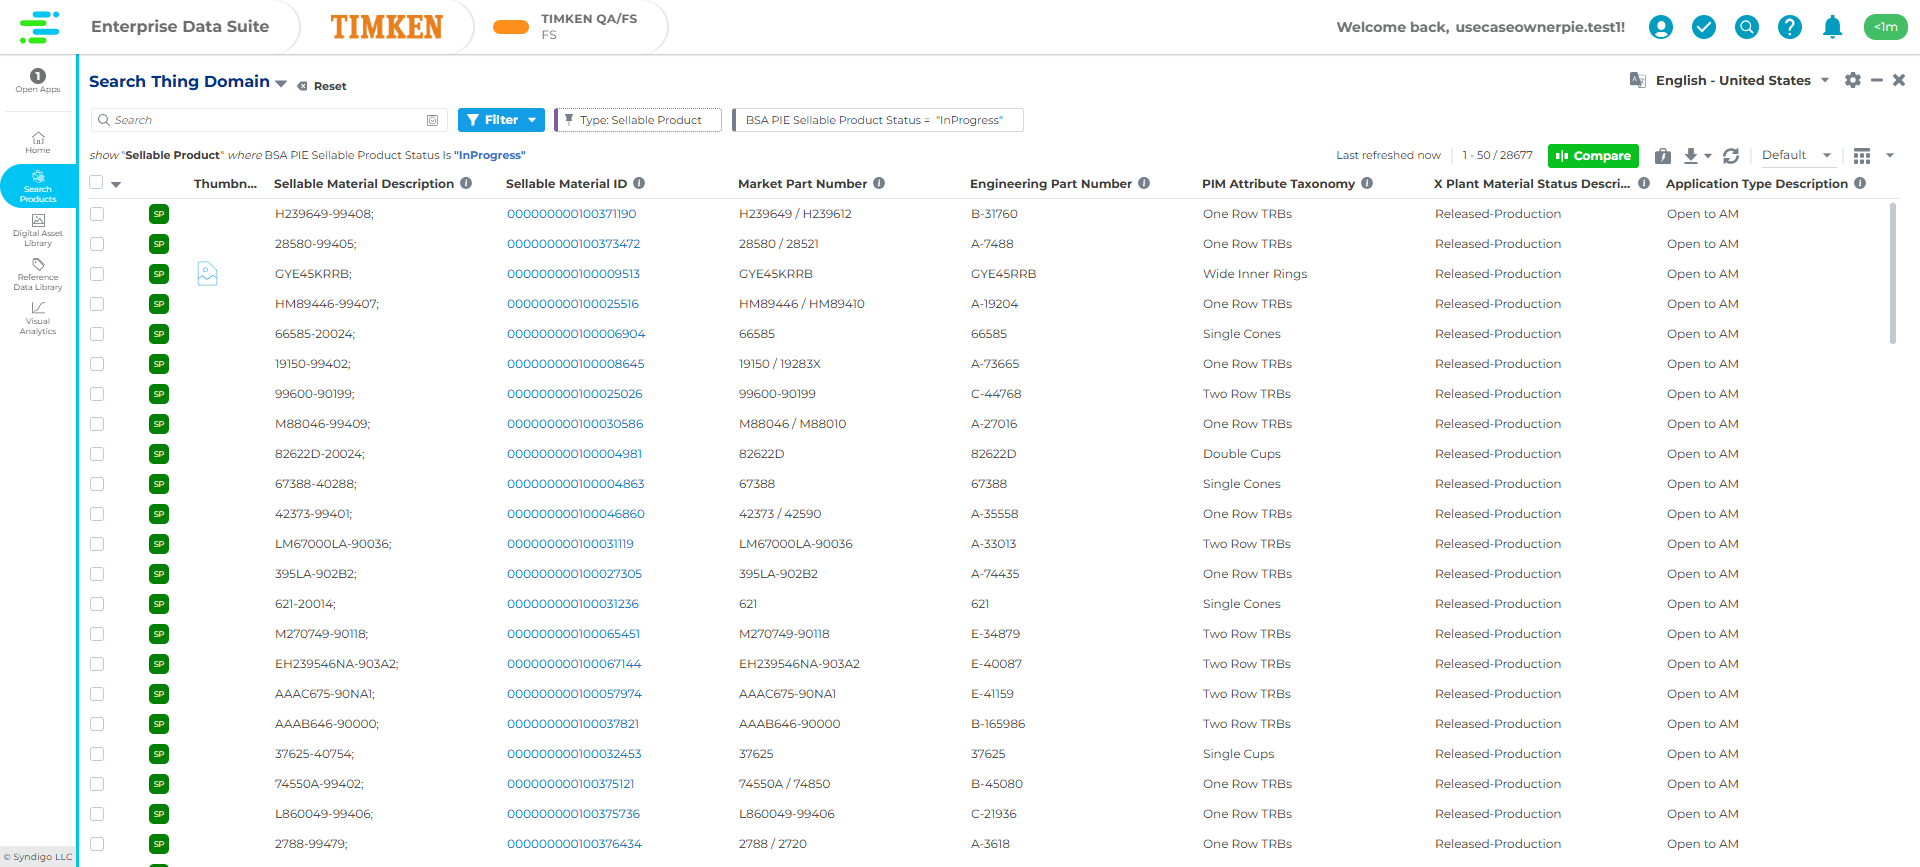 Enterprise Data Suite
TIMKEN
TIMKEN QA/FS
FS
Welcome back, usecaseownerpie.test1!
?
<1m
1
Open Apps
Home
Search
Products
Digital Asset
Library
Reference
Data Library
Visual
Analytics
© Syndigo LLC
Search Thing Domain
Reset
English - United States
Search
Filter
Type: Sellable Product
BSA PIE Sellable Product Status = "InProgress"
show "Sellable Product" where BSA PIE Sellable Product Status Is "InProgress"
Last refreshed now
1 - 50 / 28677
Compare
Default
Thumbn... Sellable Material Description Sellable Material ID Market Part Number Engineering Part Number PIM Attribute Taxonomy X Plant Material Status Descri... Application Type Description
SP H239649-99408; 000000000100371190 H239649 / H239612 B-31760 One Row TRBs Released-Production Open to AM
SP 28580-99405; 000000000100373472 28580 / 28521 A-7488 One Row TRBs Released-Production Open to AM
SP GYE45KRRB; 000000000100009513 GYE45KRRB GYE45RRB Wide Inner Rings Released-Production Open to AM
SP HM89446-99407; 000000000100025516 HM89446 / HM89410 A-19204 One Row TRBs Released-Production Open to AM
SP 66585-20024; 000000000100006904 66585 66585 Single Cones Released-Production Open to AM
SP 19150-99402; 000000000100008645 19150 / 19283X A-73665 One Row TRBs Released-Production Open to AM
SP 99600-90199; 000000000100025026 99600-90199 C-44768 Two Row TRBs Released-Production Open to AM
SP M88046-99409; 000000000100030586 M88046 / M88010 A-27016 One Row TRBs Released-Production Open to AM
SP 82622D-20024; 000000000100004981 82622D 82622D Double Cups Released-Production Open to AM
SP 67388-40288; 000000000100004863 67388 67388 Single Cones Released-Production Open to AM
SP 42373-99401; 000000000100046860 42373 / 42590 A-35558 One Row TRBs Released-Production Open to AM
SP LM67000LA-90036; 000000000100031119 LM67000LA-90036 A-33013 Two Row TRBs Released-Production Open to AM
SP 395LA-902B2; 000000000100027305 395LA-902B2 A-74435 One Row TRBs Released-Production Open to AM
SP 621-20014; 000000000100031236 621 621 Single Cones Released-Production Open to AM
SP M270749-90118; 000000000100065451 M270749-90118 E-34879 Two Row TRBs Released-Production Open to AM
SP EH239546NA-903A2; 000000000100067144 EH239546NA-903A2 E-40087 Two Row TRBs Released-Production Open to AM
SP AAAC675-90NA1; 000000000100057974 AAAC675-90NA1 E-41159 Two Row TRBs Released-Production Open to AM
SP AAAB646-90000; 000000000100037821 AAAB646-90000 B-165986 Two Row TRBs Released-Production Open to AM
SP 37625-40754; 000000000100032453 37625 37625 Single Cups Released-Production Open to AM
SP 74550A-99402; 000000000100375121 74550A / 74850 B-45080 One Row TRBs Released-Production Open to AM
SP L860049-99406; 000000000100375736 L860049-99406 C-21936 One Row TRBs Released-Production Open to AM
SP 2788-99479; 000000000100376434 2788 / 2720 A-3618 One Row TRBs Released-Production Open to AM